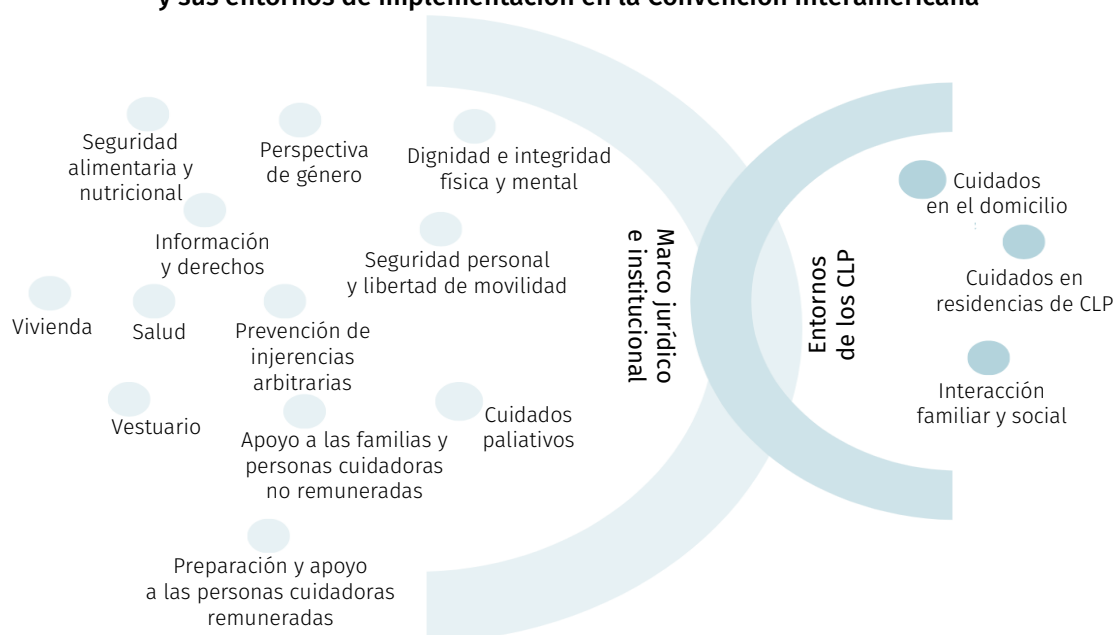 y sus entornos de implementación en la Convención Interamericana
Seguridad
alimentaria y
nutricional
Perspectiva
de género
Dignidad e integridad
física y mental
Información
y derechos
Seguridad personal
y libertad de movilidad
Vivienda
Salud
Prevención de
injerencias
arbitrarias
Vestuario
Apoyo a las familias y
personas cuidadoras
no remuneradas
Cuidados
paliativos
Preparación y apoyo
a las personas cuidadoras
remuneradas
Marco jurídico
e institucional
Entornos
de los CLP
Cuidados
en el domicilio
Cuidados en
residencias de CLP
Interacción
familiar y social